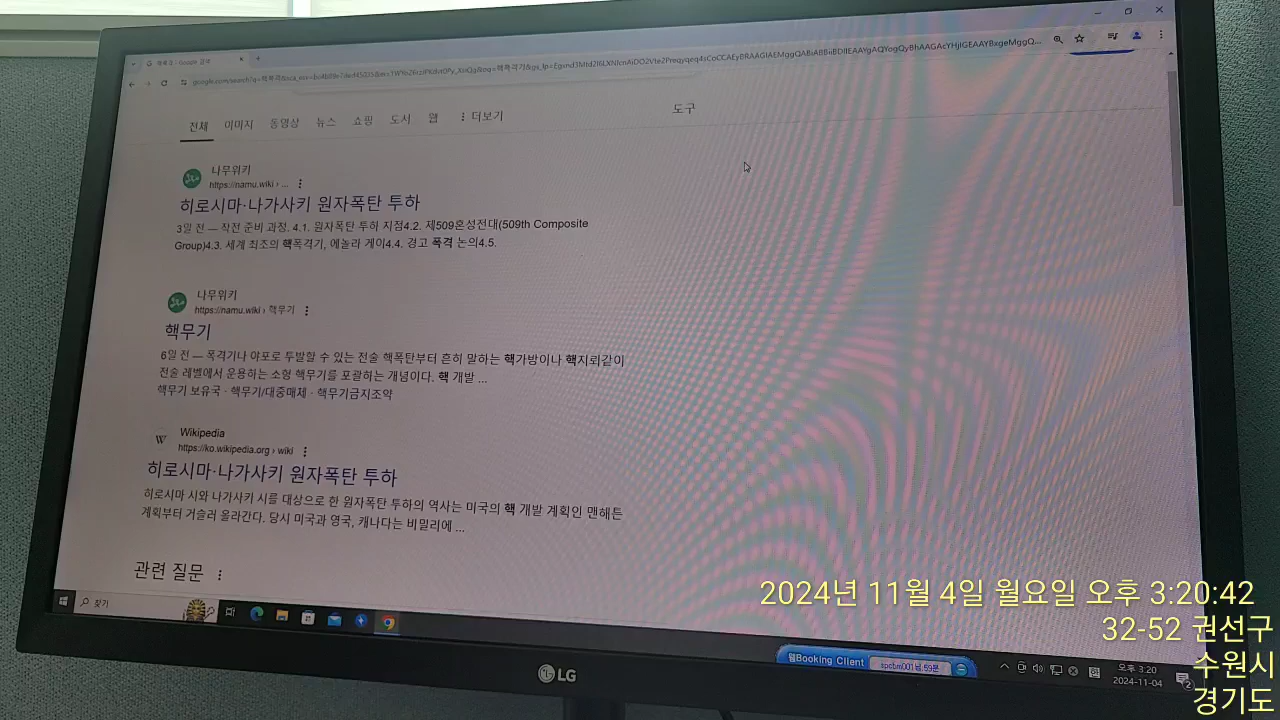 전체 이미지 동영상 뉴스 쇼핑 도서 웹 ⋮ 더보기 도구
나무위키
https://namu.wiki › ...
히로시마·나가사키 원자폭탄 투하
3일 전 — 작전 준비 과정. 4.1. 원자폭탄 투하 지점4.2. 제509혼성전대(509th Composite
Group)4.3. 세계 최초의 핵폭격기, 에놀라 게이4.4. 경고 폭격 논의4.5.
나무위키
https://namu.wiki › 핵무기
핵무기
6일 전 — 폭격기나 야포로 투발할 수 있는 전술 핵폭탄부터 흔히 말하는 핵가방이나 핵지뢰같이
전술 레벨에서 운용하는 소형 핵무기를 포괄하는 개념이다. 핵 개발 ...
핵무기 보유국 · 핵무기/대중매체 · 핵무기금지조약
W
Wikipedia
https://ko.wikipedia.org › wiki
히로시마·나가사키 원자폭탄 투하
히로시마 시와 나가사키 시를 대상으로 한 원자폭탄 투하의 역사는 미국의 핵 개발 계획인 맨해튼
계획부터 거슬러 올라간다. 당시 미국과 영국, 캐나다는 비밀리에 ...
관련 질문
찾기
웹Booking Client
오후 3:20
2024-11-04
LG
2024년 11월 4일 월요일 오후 3:20:42
32-52 권선구
수원시
경기도